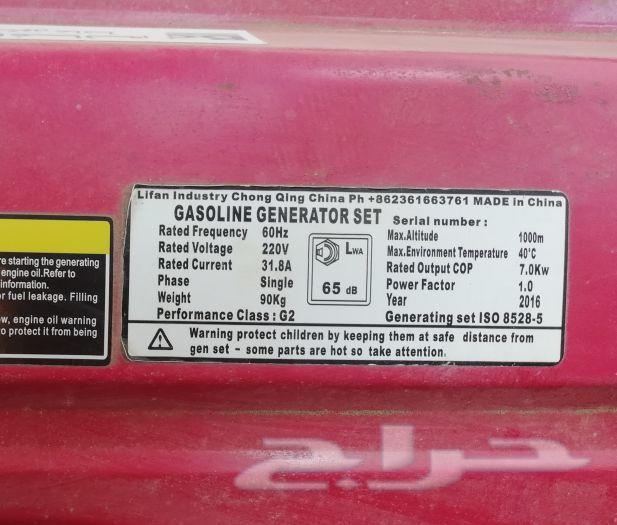 Lifan Industry Chong Qing China Ph +862361663761 MADE in China
GASOLINE GENERATOR SET Serial number :
Rated Frequency 60Hz
Rated Voltage 220V
Rated Current 31.8A
Phase Single
Weight 90Kg
Performance Class : G2
LWA
65 dB
Max.Altitude 1000m
Max.Environment Temperature 40°C
Rated Output COP 7.0Kw
Power Factor 1.0
Year 2016
Generating set ISO 8528-5
Warning protect children by keeping them at safe distance from
gen set - some parts are hot so take attention.
re starting the generating
engine oil.Refer to
information.
or fuel leakage. Filling
w, engine oil warning
to protect it from being
حراج